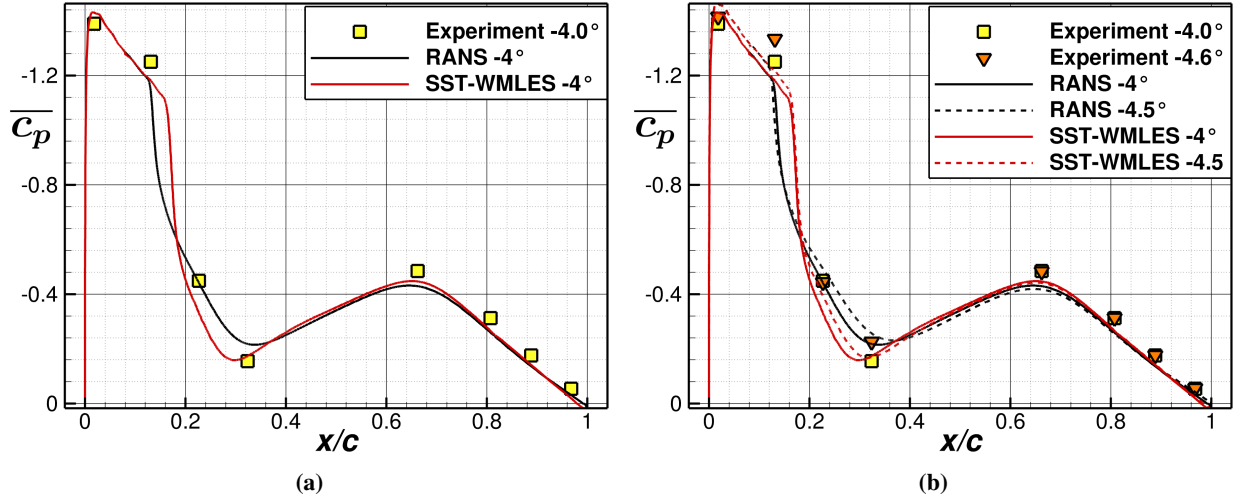 Experiment -4.0°
RANS -4°
SST-WMLES -4°
-1.2
-0.8
-0.4
0
c_p
0 0.2 0.4 0.6 0.8 1
x/c
(a)
Experiment -4.0°
Experiment -4.6°
RANS -4°
RANS -4.5°
SST-WMLES -4°
SST-WMLES -4.5
-1.2
-0.8
-0.4
0
c_p
0 0.2 0.4 0.6 0.8 1
x/c
(b)